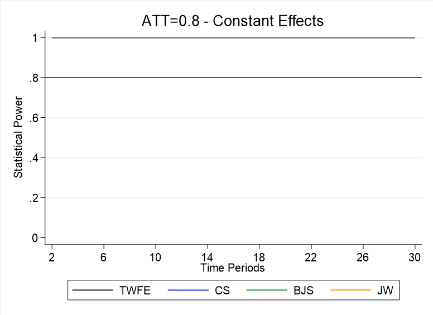 ATT=0.8 - Constant Effects
Statistical Power
1
.8
.6
.4
.2
0
2 6 10 14 18 22 26 30
Time Periods
TWFE CS BJS JW